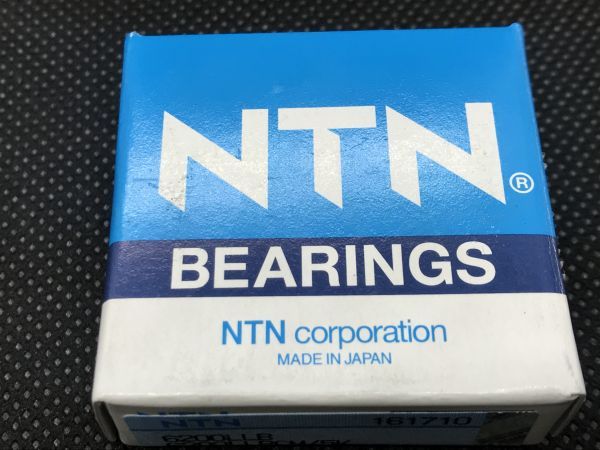 NTN®
BEARINGS
NTN corporation
MADE IN JAPAN
NTN 161710